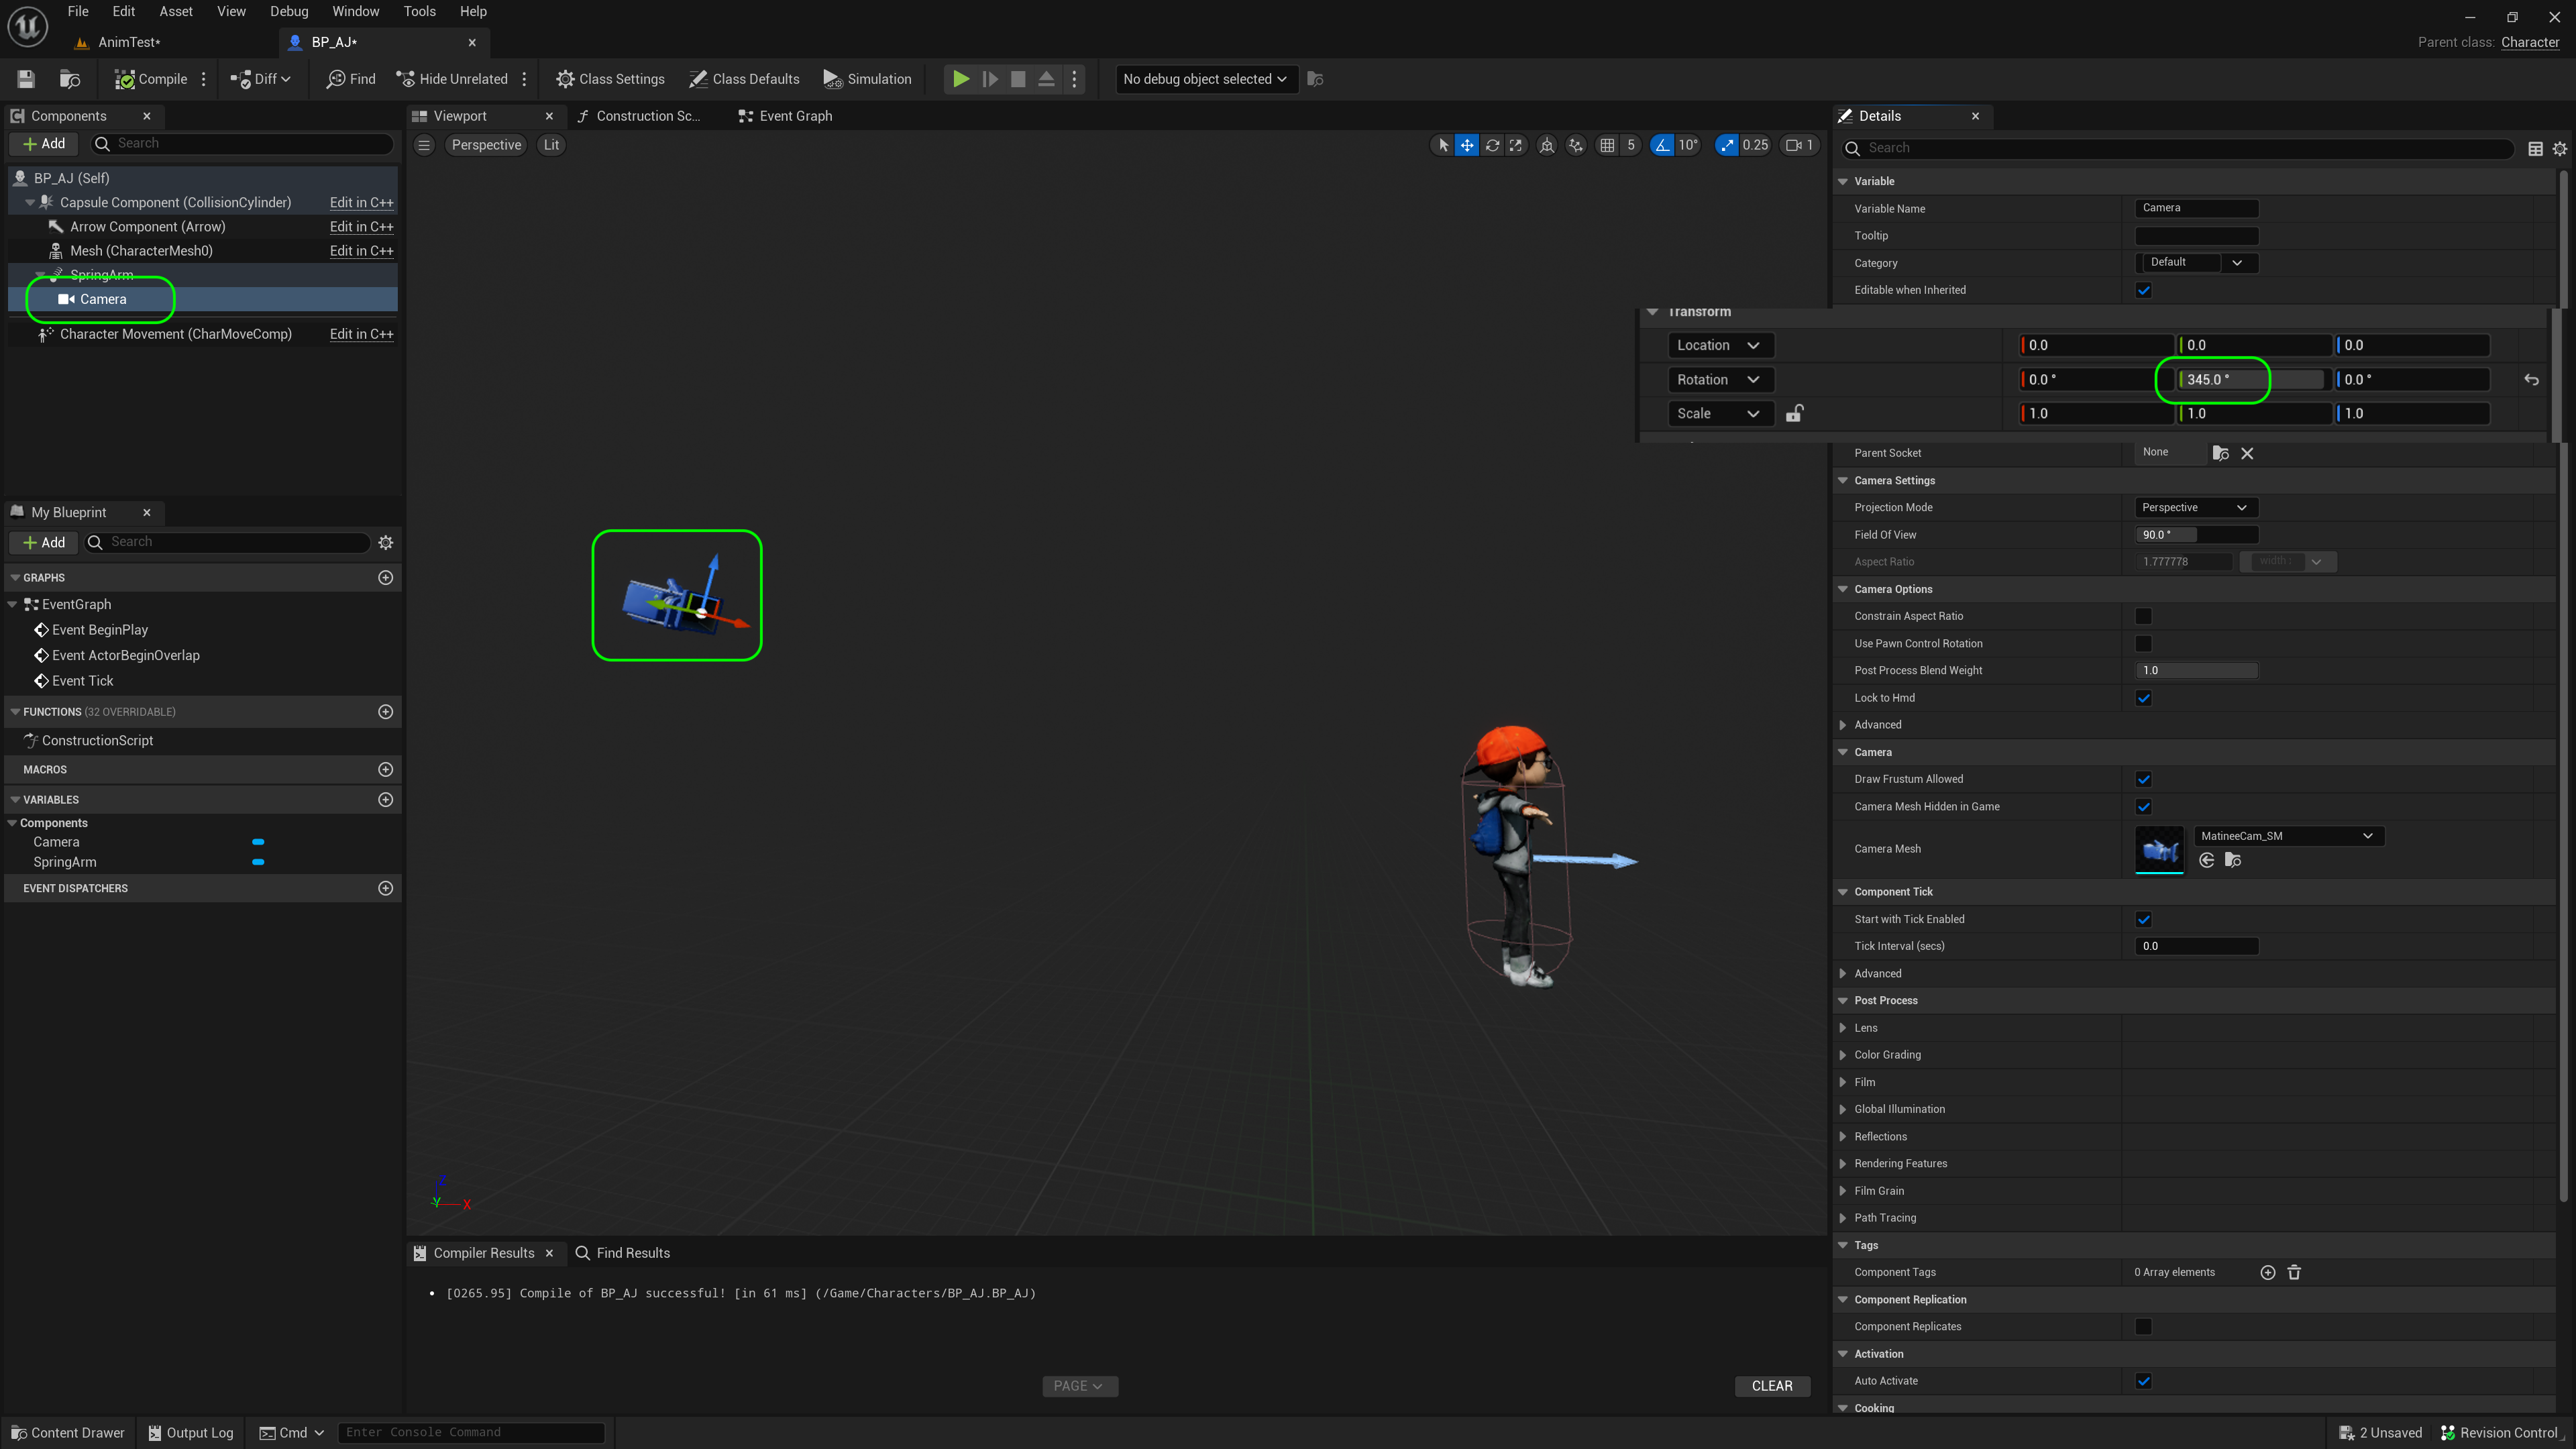 File Edit Asset View Debug Window Tools Help
AnimTest* BP_AJ*
Parent class: Character
Compile Diff Find Hide Unrelated Class Settings Class Defaults Simulation No debug object selected
Components
Add Search
BP_AJ (Self)
Capsule Component (CollisionCylinder) Edit in C++
Arrow Component (Arrow) Edit in C++
Mesh (CharacterMesh0) Edit in C++
SpringArm
Camera
Character Movement (CharMoveComp) Edit in C++
My Blueprint
Add Search
GRAPHS
EventGraph
Event BeginPlay
Event ActorBeginOverlap
Event Tick
FUNCTIONS (32 OVERRIDABLE)
ConstructionScript
MACROS
VARIABLES
Components
Camera
SpringArm
EVENT DISPATCHERS
Viewport Construction Sc... Event Graph
Perspective Lit 5 10° 0.25 1
Z
Y X
Compiler Results Find Results
[0265.95] Compile of BP_AJ successful! [in 61 ms] (/Game/Characters/BP_AJ.BP_AJ)
PAGE CLEAR
Details
Search
Variable
Variable Name Camera
Tooltip
Category Default
Editable when Inherited
Transform
Location 0.0 0.0 0.0
Rotation 0.0 ° 345.0 ° 0.0 °
Scale 1.0 1.0 1.0
Parent Socket None
Camera Settings
Projection Mode Perspective
Field Of View 90.0 °
Aspect Ratio 1.777778 width :
Camera Options
Constrain Aspect Ratio
Use Pawn Control Rotation
Post Process Blend Weight 1.0
Lock to Hmd
Advanced
Camera
Draw Frustum Allowed
Camera Mesh Hidden in Game
Camera Mesh MatineeCam_SM
Component Tick
Start with Tick Enabled
Tick Interval (secs) 0.0
Advanced
Post Process
Lens
Color Grading
Film
Global Illumination
Reflections
Rendering Features
Film Grain
Path Tracing
Tags
Component Tags 0 Array elements
Component Replication
Component Replicates
Activation
Auto Activate
Cooking
Content Drawer Output Log Cmd Enter Console Command 2 Unsaved Revision Control